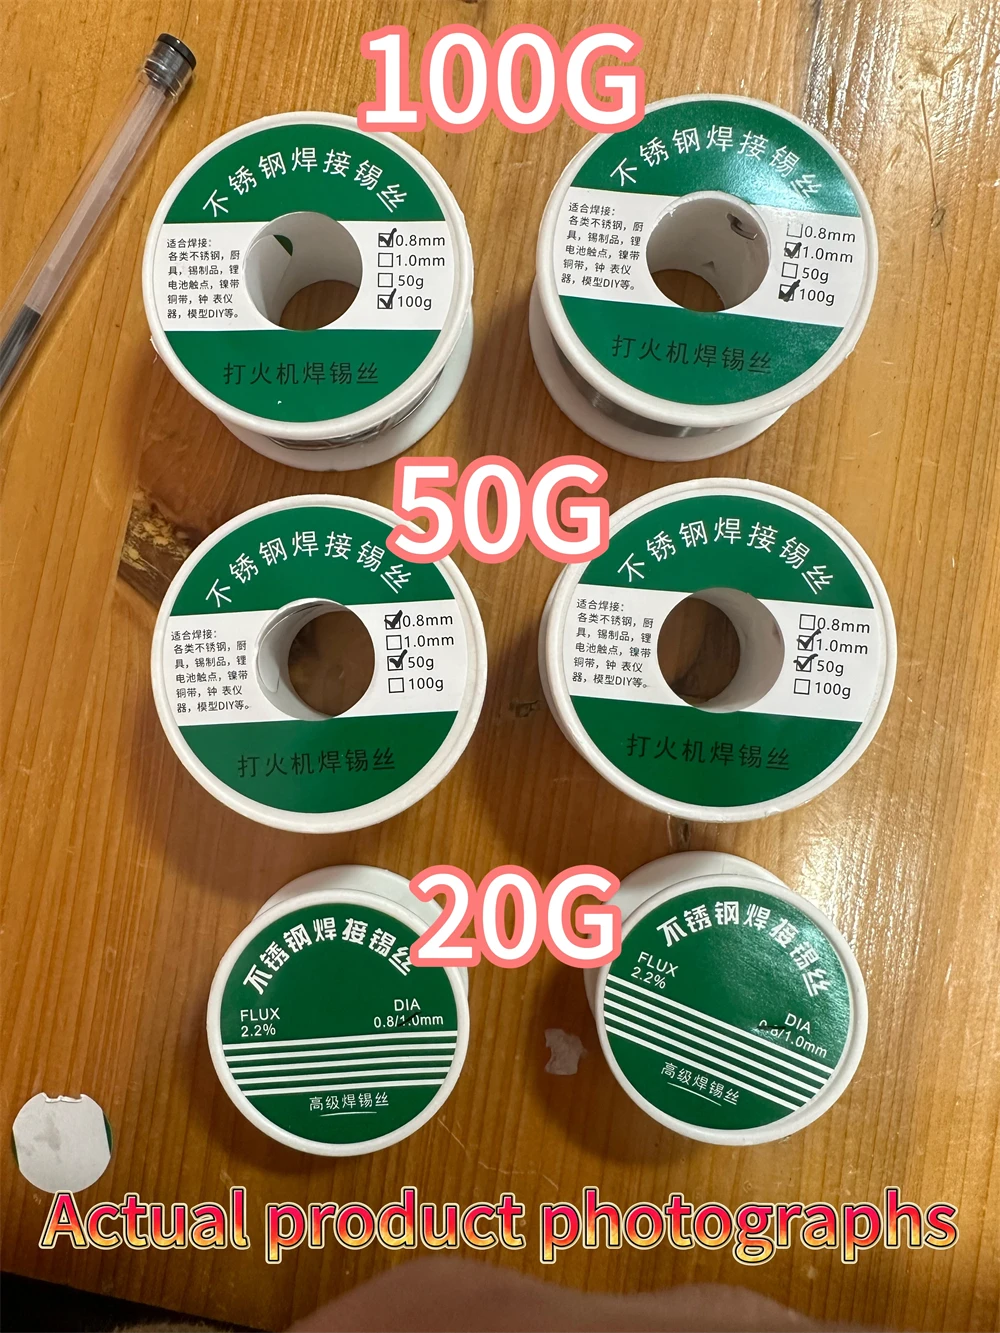 100G
不锈钢焊接锡丝
适合焊接：
各类不锈钢，厨
具，锡制品，锂
电池触点，镍带
铜带，钟 表仪
器，模型DIY等。
0.8mm
1.0mm
50g
100g
打火机焊锡丝
不锈钢焊接锡丝
适合焊接：
各类不锈钢，厨
具，锡制品，锂
电池触点，镍带
铜带，钟 表仪
器，模型DIY等。
0.8mm
1.0mm
50g
100g
打火机焊锡丝
50G
不锈钢焊接锡丝
适合焊接：
各类不锈钢，厨
具，锡制品，锂
电池触点，镍带
铜带，钟 表仪
器，模型DIY等。
0.8mm
1.0mm
50g
100g
打火机焊锡丝
不锈钢焊接锡丝
适合焊接：
各类不锈钢，厨
具，锡制品，锂
电池触点，镍带
铜带，钟 表仪
器，模型DIY等。
0.8mm
1.0mm
50g
100g
打火机焊锡丝
20G
不锈钢焊接锡丝
FLUX
2.2%
DIA
0.8/1.0mm
高级焊锡丝
不锈钢焊接锡丝
FLUX
2.2%
DIA
0.8/1.0mm
高级焊锡丝
Actual product photographs